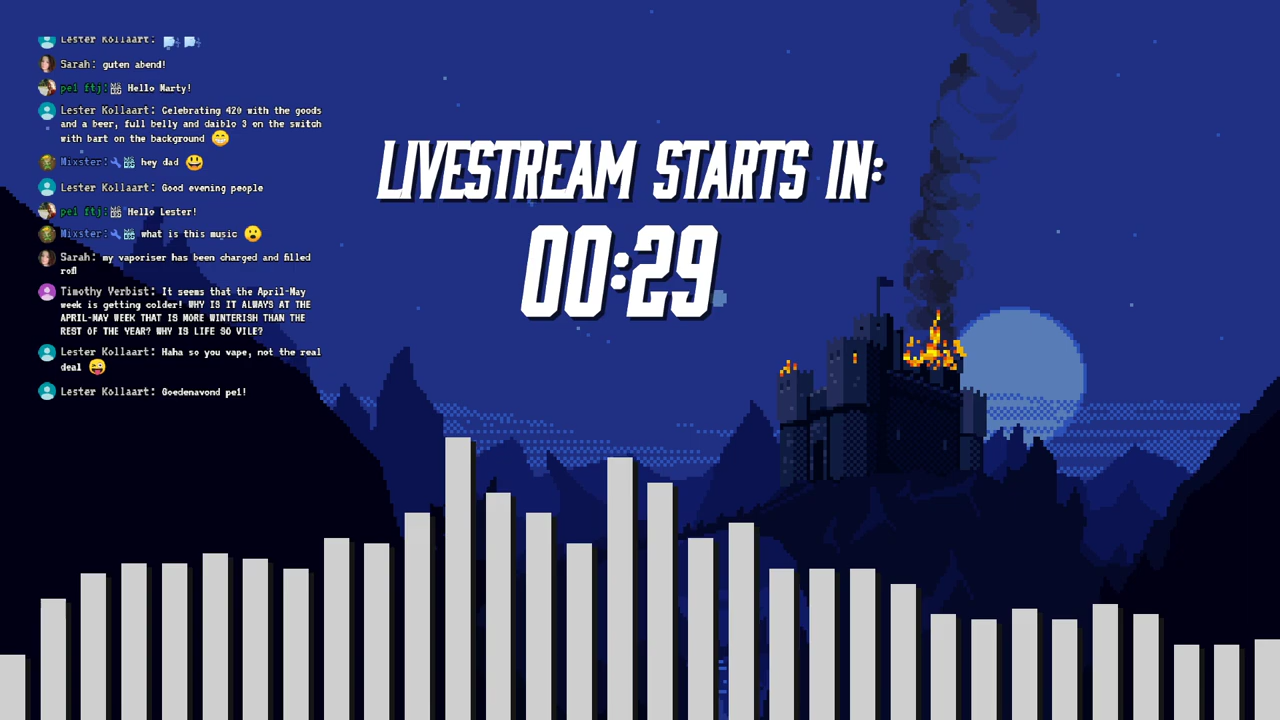 Lester Kollaart:
Sarah: guten abend!
pel ftj: Hello Marty!
Lester Kollaart: Celebrating 420 with the goods
and a beer, full belly and daiblo 3 on the switch
with bart on the background
Mixster: hey dad
Lester Kollaart: Good evening people
pel ftj: Hello Lester!
Mixster: what is this music
Sarah: my vaporiser has been charged and filled
rofl
Timothy Verbist: It seems that the April-May
week is getting colder! WHY IS IT ALWAYS AT THE
APRIL-MAY WEEK THAT IS MORE WINTERISH THAN THE
REST OF THE YEAR? WHY IS LIFE SO VILE?
Lester Kollaart: Haha so you vape, not the real
deal
Lester Kollaart: Goedenavond pel!
LIVESTREAM STARTS IN:
00:29